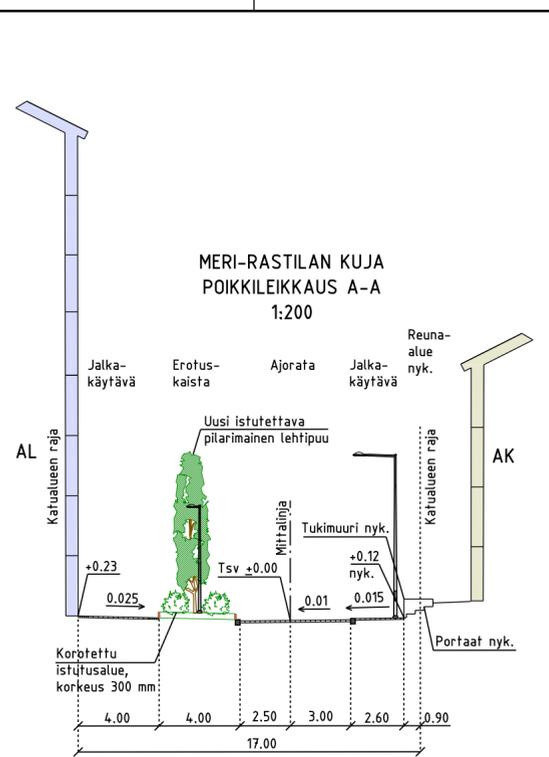 MERI-RASTILAN KUJA
POIKKILEIKKAUS A-A
1:200
Jalka-
käytävä
Erotus-
kaista
Ajorata
Jalka-
käytävä
Reuna-
alue
nyk.
Uusi istutettava
pilarimainen lehtipuu
AL
Katualueen raja
Katualueen raja
AK
Mittalinja
Tukimuuri nyk.
+0.23
Tsv ±0.00
+0.12
nyk.
0.025
0.01
0.015
Portaat nyk.
Korotettu
istutusalue,
korkeus 300 mm
4.00
4.00
2.50
3.00
2.60
0.90
17.00